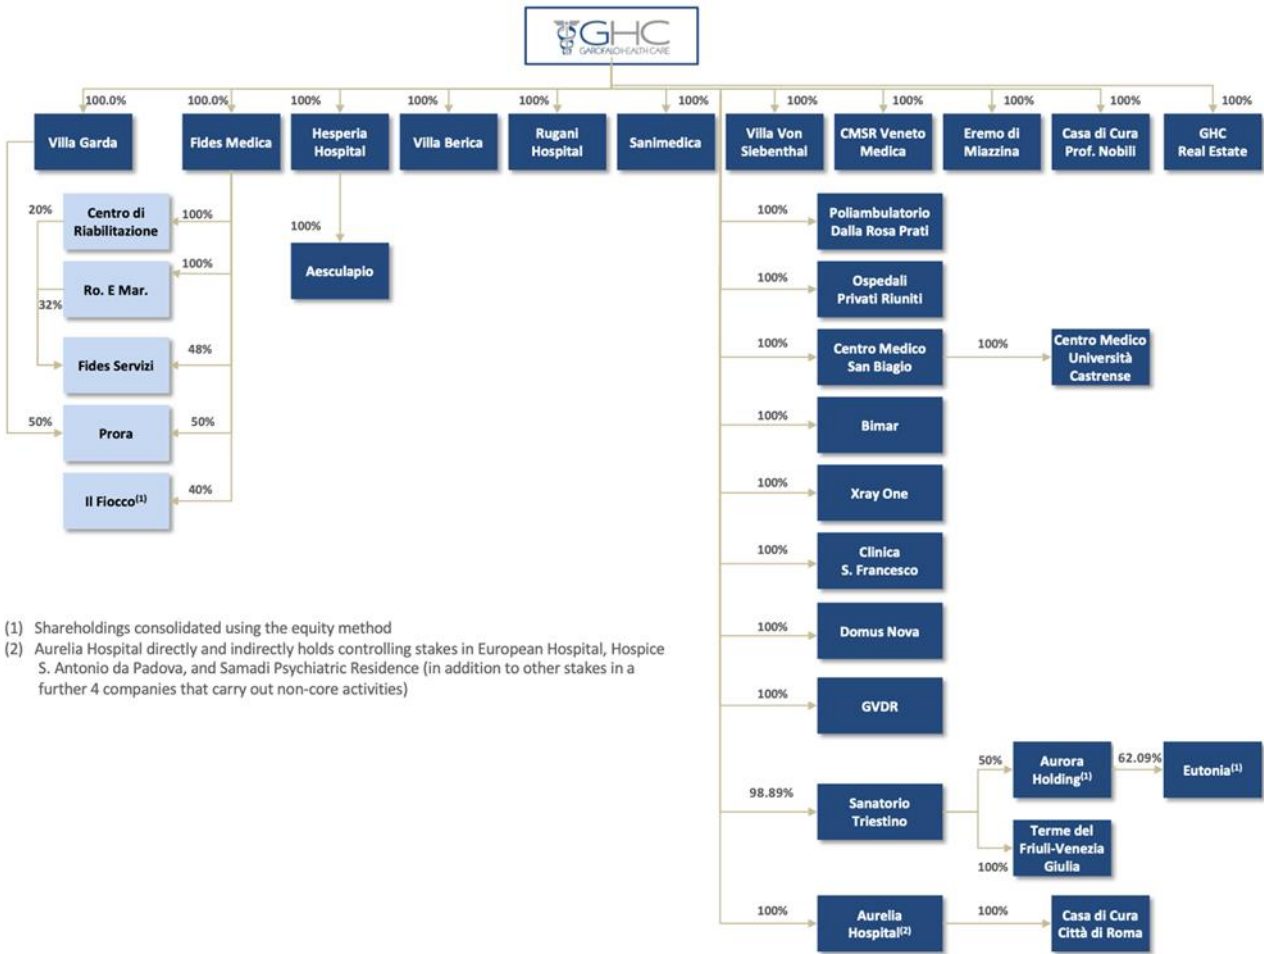 GHC
GAROFALO HEALTH CARE
100.0%
100.0%
100%
100%
100%
100%
100%
100%
100%
100%
100%
Villa Garda
Fides Medica
Hesperia
Hospital
Villa Berica
Rugani
Hospital
Sanimedica
Villa Von
Siebenthal
CMSR Veneto
Medica
Eremo di
Miazzina
Casa di Cura
Prof. Nobili
GHC
Real Estate
20%
Centro di
Riabilitazione
100%
100%
Aesculapio
100%
Poliambulatorio
Dalla Rosa Prati
Ro. E Mar.
100%
32%
100%
Ospedali
Privati Riuniti
Fides Servizi
48%
100%
Centro Medico
San Biagio
100%
Centro Medico
Università
Castrense
50%
Prora
50%
100%
Bimar
Il Fiocco(1)
40%
100%
Xray One
100%
Clinica
S. Francesco
100%
Domus Nova
100%
GVDR
(1) Shareholdings consolidated using the equity method
(2) Aurelia Hospital directly and indirectly holds controlling stakes in European Hospital, Hospice
S. Antonio da Padova, and Samadi Psychiatric Residence (in addition to other stakes in a
further 4 companies that carry out non-core activities)
98.89%
Sanatorio
Triestino
50%
Aurora
Holding(1)
62.09%
Eutonia(1)
100%
Terme del
Friuli-Venezia
Giulia
100%
Aurelia
Hospital(2)
100%
Casa di Cura
Città di Roma